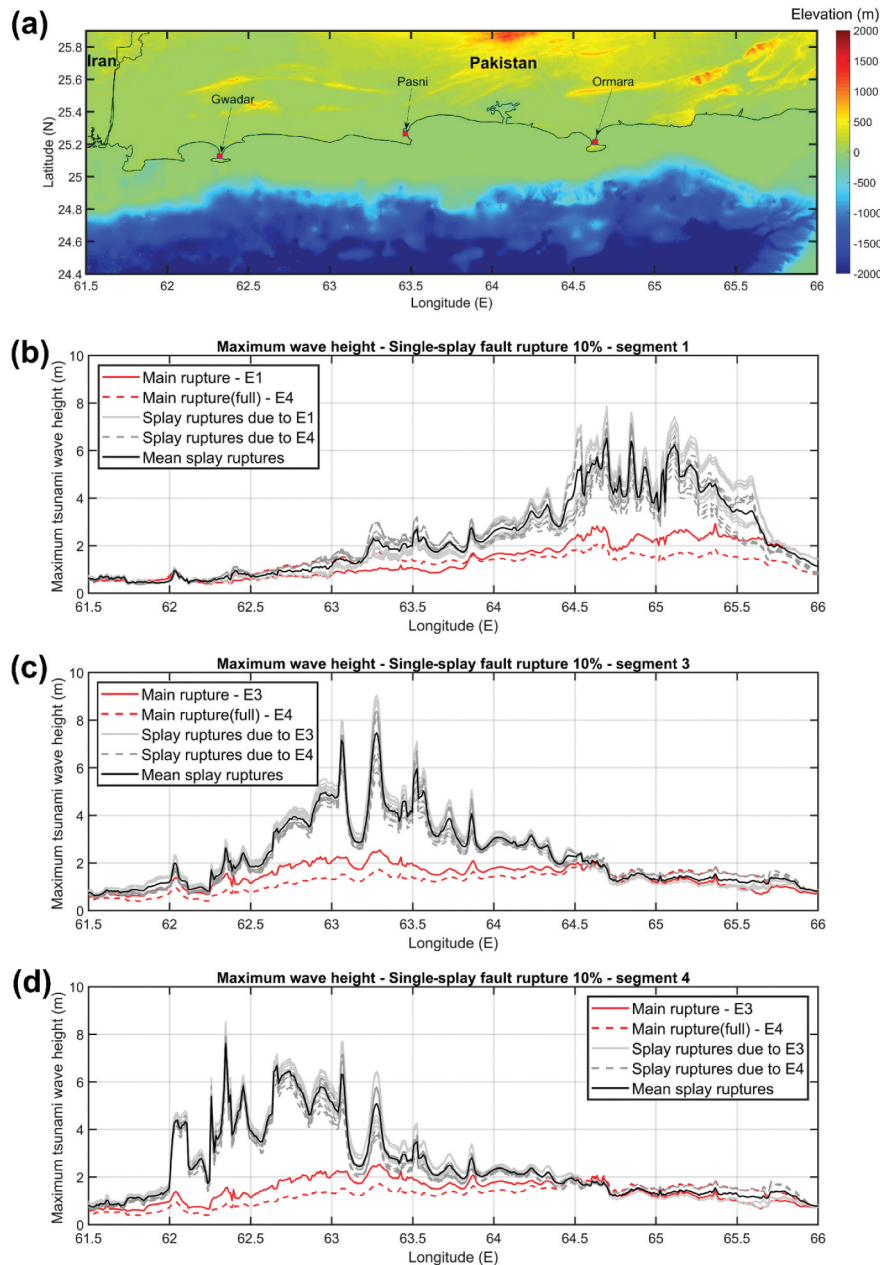 (a)
Elevation (m)
Iran
Pakistan
Gwadar
Pasni
Ormara
25.8
25.6
25.4
25.2
25
24.8
24.6
24.4
Latitude (N)
61.5 62 62.5 63 63.5 64 64.5 65 65.5 66
Longitude (E)
2000
1500
1000
500
0
-500
-1000
-1500
-2000
(b)
Maximum wave height - Single-splay fault rupture 10% - segment 1
Main rupture - E1
Main rupture(full) - E4
Splay ruptures due to E1
Splay ruptures due to E4
Mean splay ruptures
Maximum tsunami wave height (m)
10
8
6
4
2
0
61.5 62 62.5 63 63.5 64 64.5 65 65.5 66
Longitude (E)
(c)
Maximum wave height - Single-splay fault rupture 10% - segment 3
Main rupture - E3
Main rupture(full) - E4
Splay ruptures due to E3
Splay ruptures due to E4
Mean splay ruptures
Maximum tsunami wave height (m)
10
8
6
4
2
0
61.5 62 62.5 63 63.5 64 64.5 65 65.5 66
Longitude (E)
(d)
Maximum wave height - Single-splay fault rupture 10% - segment 4
Main rupture - E3
Main rupture(full) - E4
Splay ruptures due to E3
Splay ruptures due to E4
Mean splay ruptures
Maximum tsunami wave height (m)
10
8
6
4
2
0
61.5 62 62.5 63 63.5 64 64.5 65 65.5 66
Longitude (E)